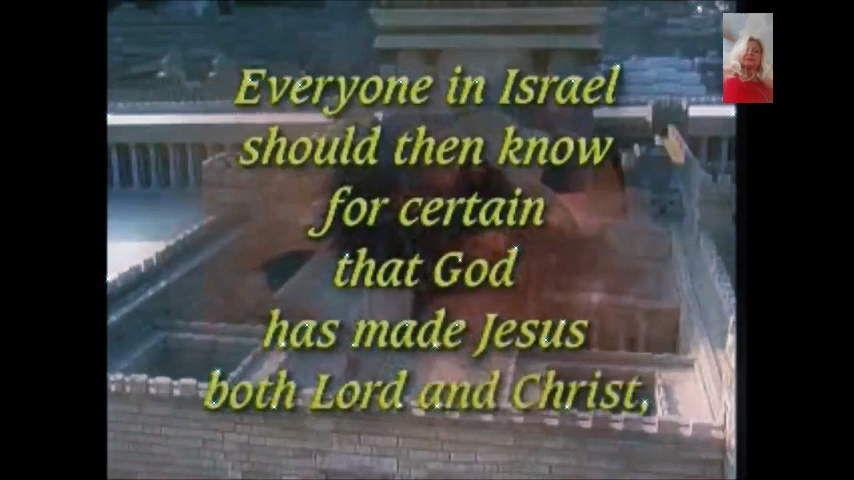 Everyone in Israel
should then know
for certain
that God
has made Jesus
both Lord and Christ,